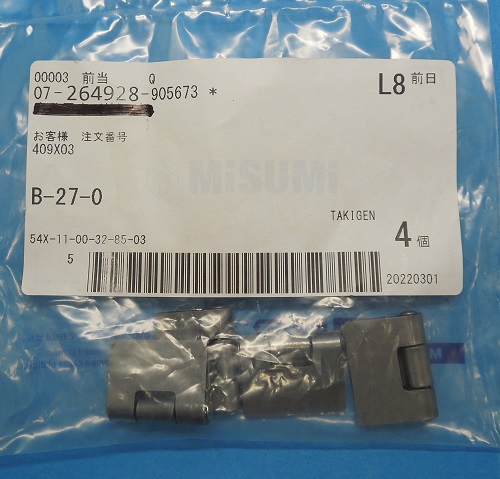 00003 前当 Q
07-264928-905673 *
L8 前日
お客様 注文番号
409X03
MiSUMi
B-27-0
TAKIGEN
4 個
54X-11-00-32-85-03
5
20220301